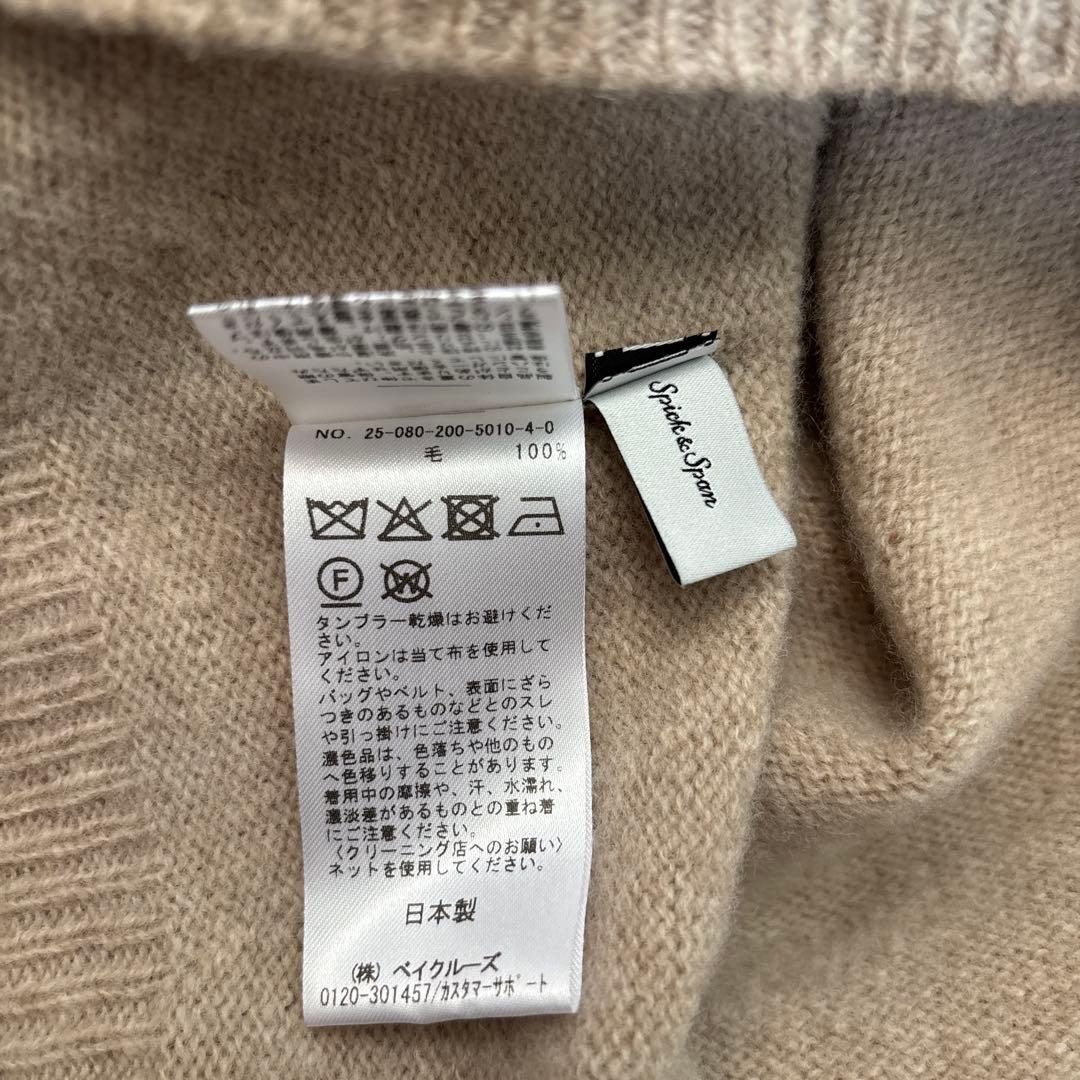 NO. 25-080-200-5010-4-0
毛 100%
F
W
タンブラー乾燥はお避けくだ
さい。
アイロンは当て布を使用して
ください。
バッグやベルト、表面にざら
つきのあるものなどとのスレ
や引っ掛けにご注意ください。
濃色品は、色落ちや他のもの
へ色移りすることがあります。
着用中の摩擦や、汗、水濡れ、
濃淡差があるものとの重ね着
にご注意ください。
〈クリーニング店へのお願い〉
ネットを使用してください。
日本製
(株) ベイクルーズ
0120-301457/カスタマーサポート
Spick & Span